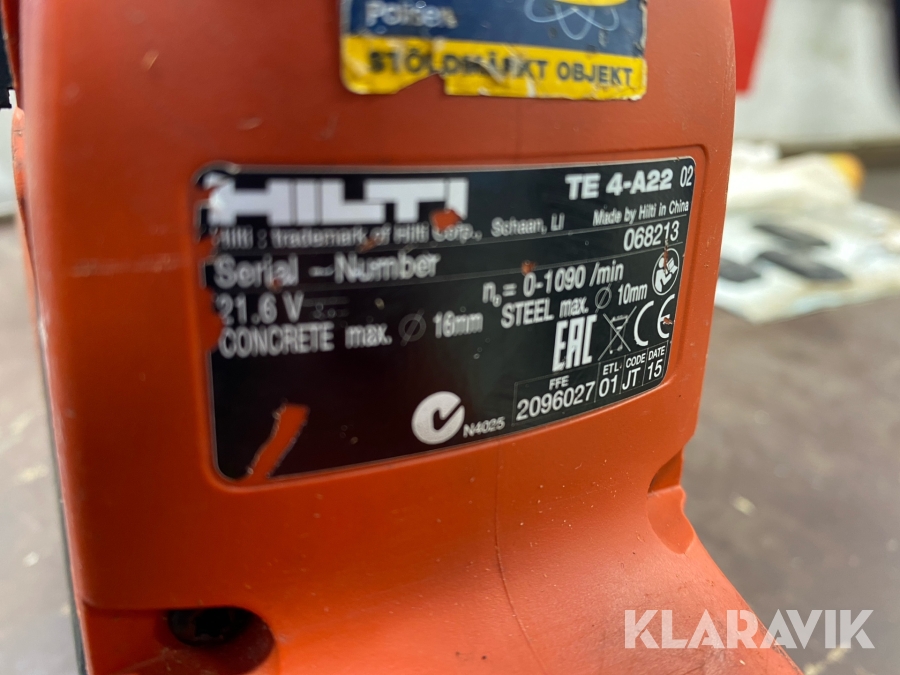 STÖLDMÄRKT OBJEKT
HILTI TE 4-A22 02
Hilti = trademark of Hilti Corp., Schaan, LI Made by Hilti in China
Serial - Number 068213
21.6 V n₀ = 0-1090 /min
CONCRETE max. Ø 16mm STEEL max. Ø 10mm
EAC CE
N4025
FFE ETL CODE DATE
2096027 01 JT 15
KLARAVIK